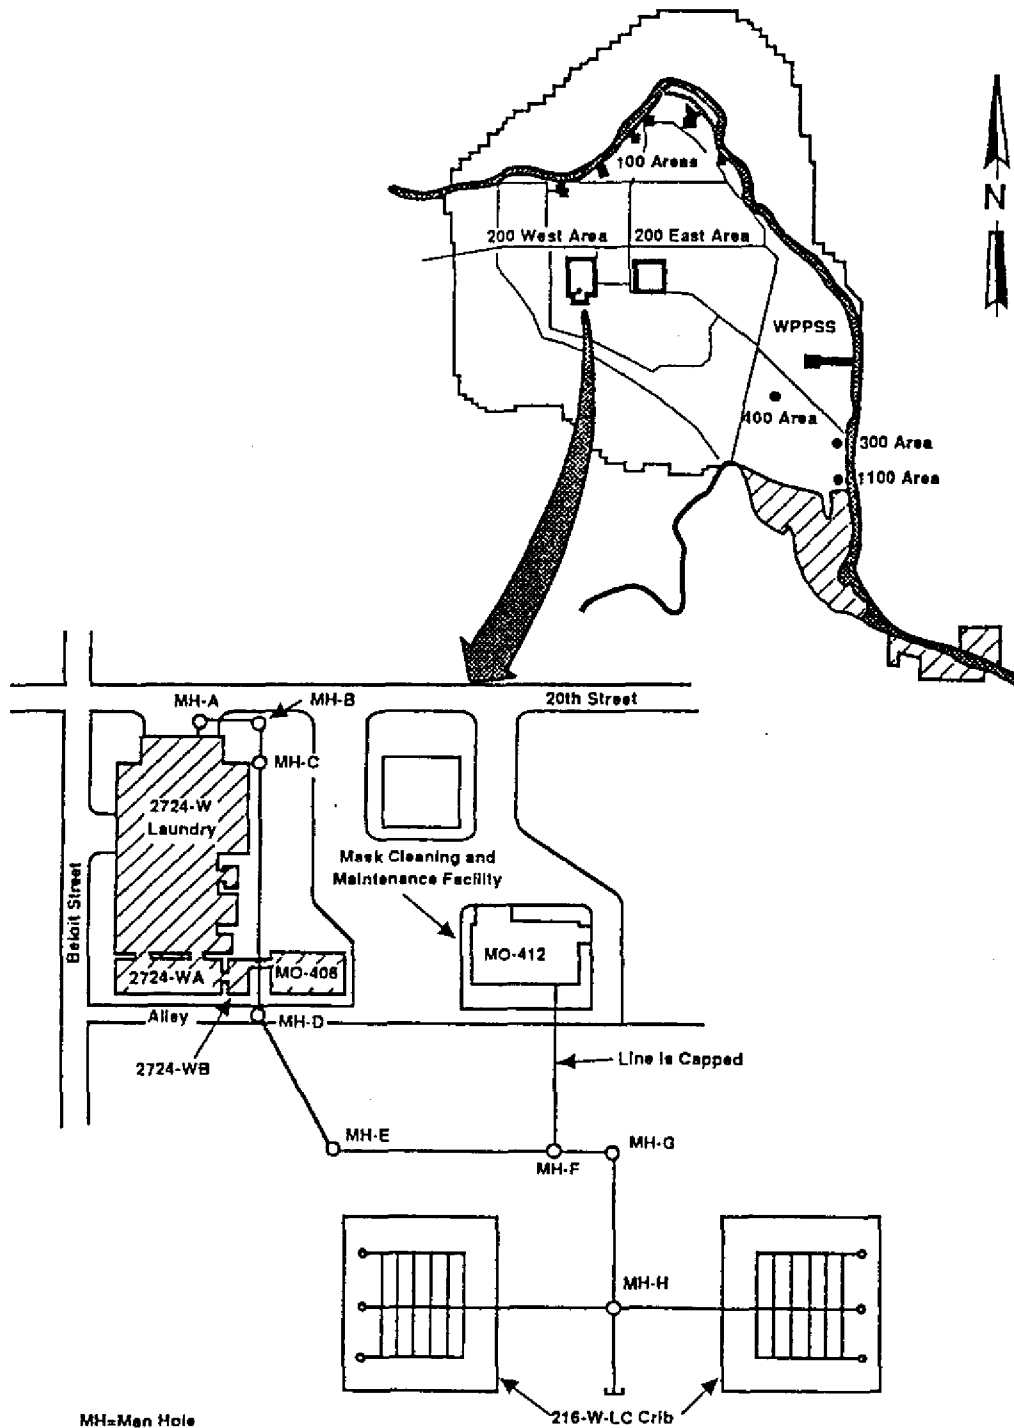 100 Areas
N
200 West Area
200 East Area
WPPSS
400 Area
300 Area
1100 Area
20th Street
MH-A
MH-B
MH-C
2724-W
Laundry
Mask Cleaning and
Maintenance Facility
Beloit Street
MO-412
2724-WA
MO-406
Alley
MH-D
2724-WB
Line is Capped
MH-E
MH-F
MH-G
MH-H
216-W-LC Crib
MH=Man Hole